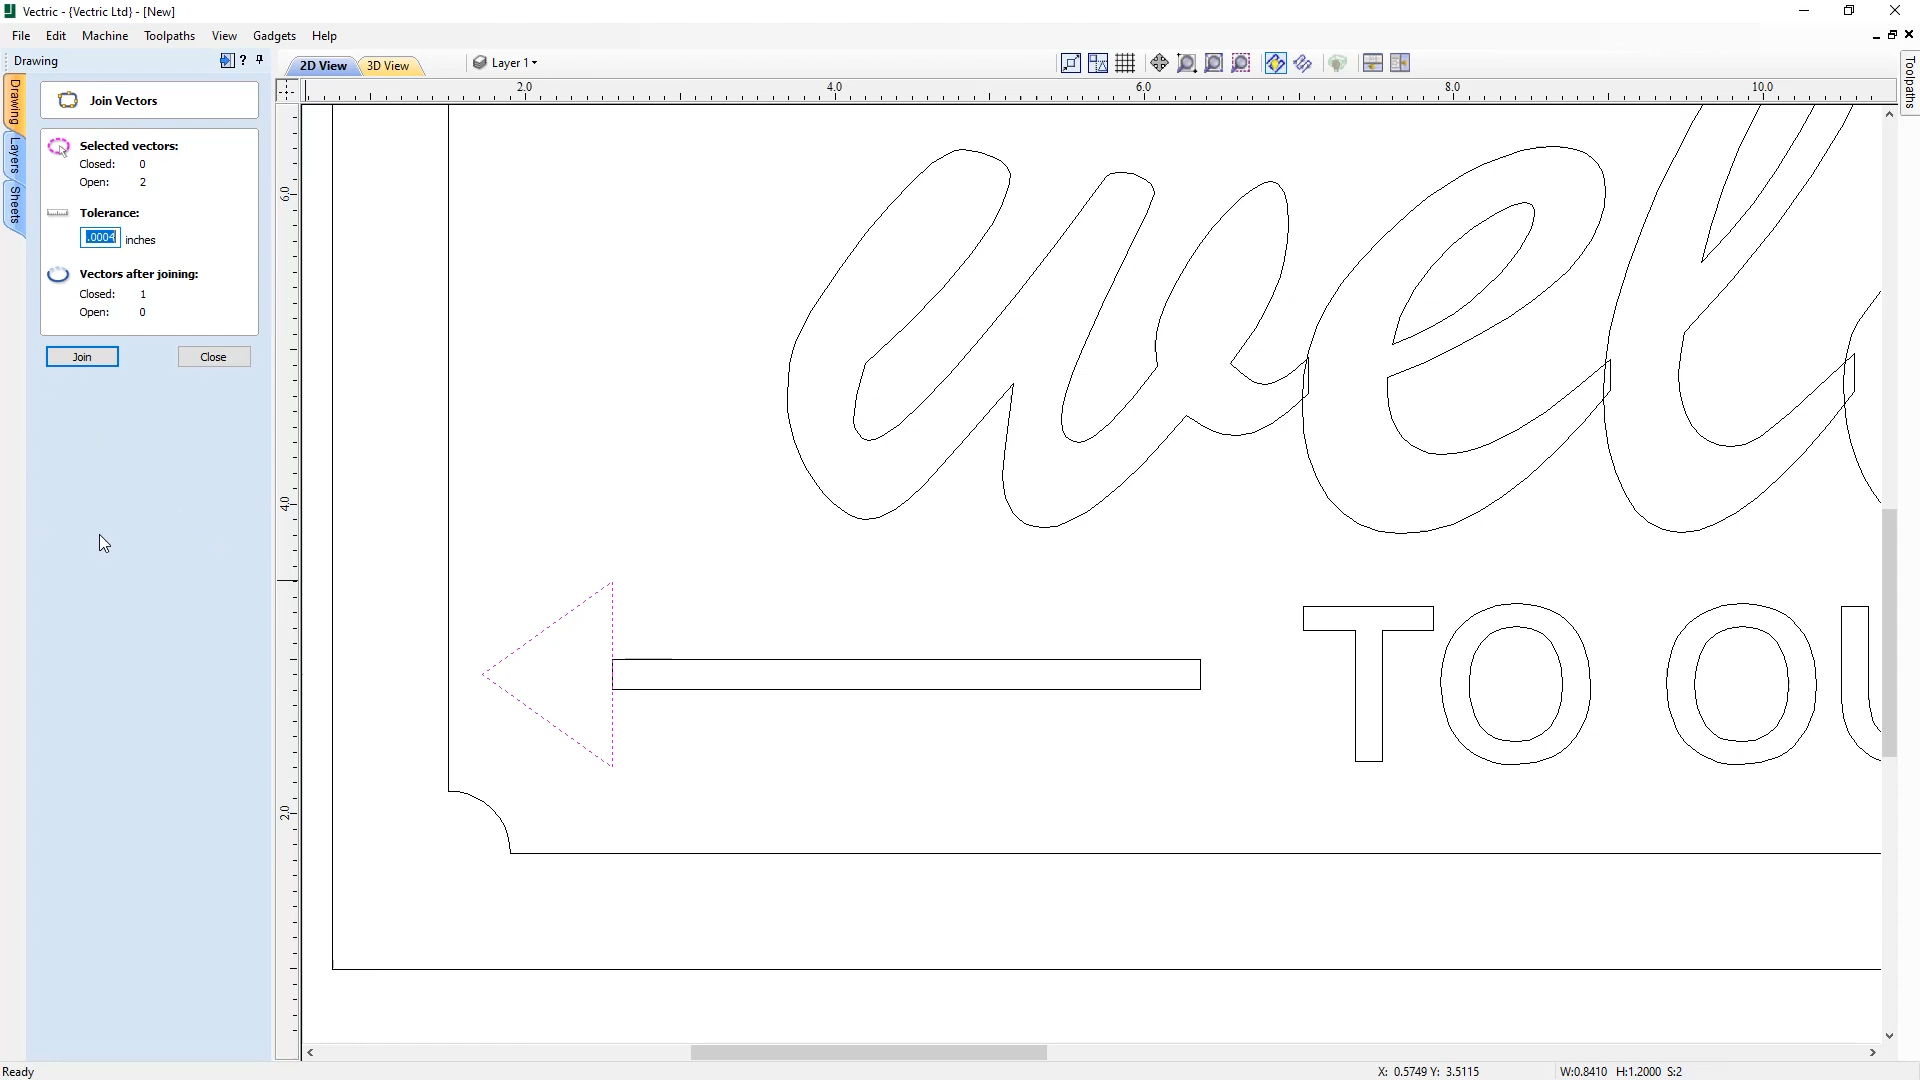 Vectric - {Vectric Ltd} - [New]
File Edit Machine Toolpaths View Gadgets Help
Drawing ?
2D View 3D View Layer 1
Toolpaths
Drawing
Layers
Sheets
Join Vectors
Selected vectors:
Closed: 0
Open: 2
Tolerance:
.0004 inches
Vectors after joining:
Closed: 1
Open: 0
Join Close
2.0 4.0 6.0 8.0 10.0
6.0
4.0
2.0
wel
TO OU
Ready X: 0.5749 Y: 3.5115 W:0.8410 H:1.2000 S:2